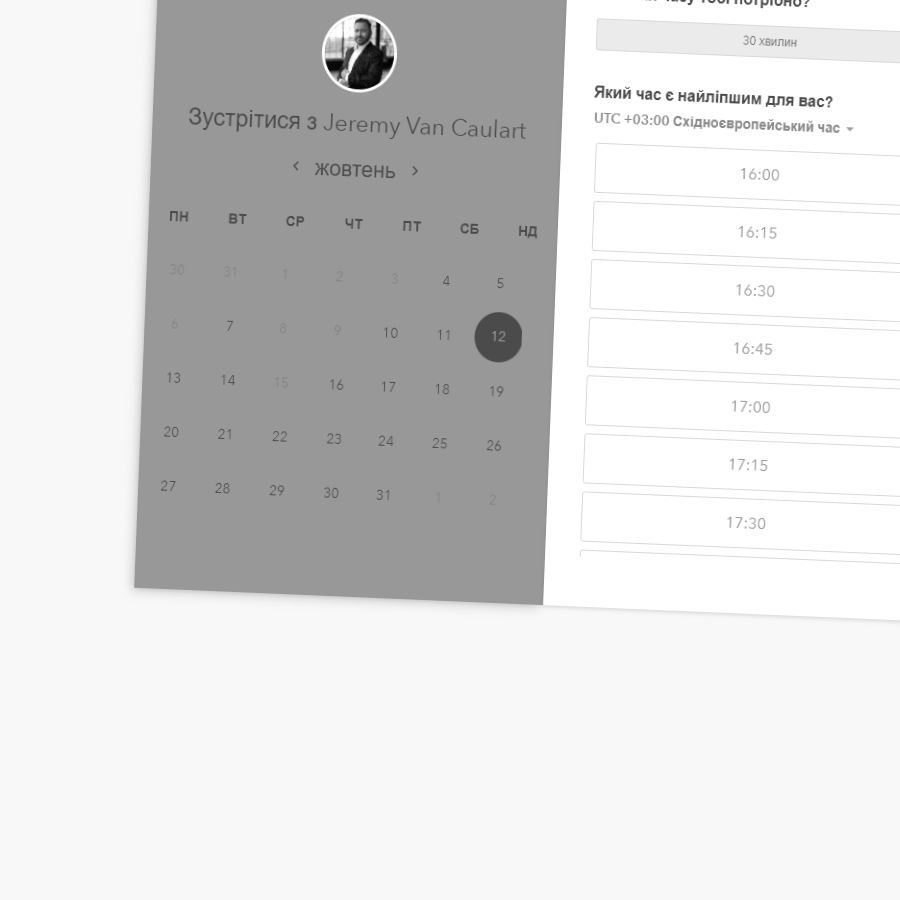 Зустрітися з Jeremy Van Caulart
жовтень
ПН ВТ СР ЧТ ПТ СБ НД
30 31 1 2 3 4 5
6 7 8 9 10 11 12
13 14 15 16 17 18 19
20 21 22 23 24 25 26
27 28 29 30 31 1 2
часу тобі потрібно?
30 хвилин
Який час є найліпшим для вас?
UTC +03:00 Східноєвропейський час
16:00
16:15
16:30
16:45
17:00
17:15
17:30